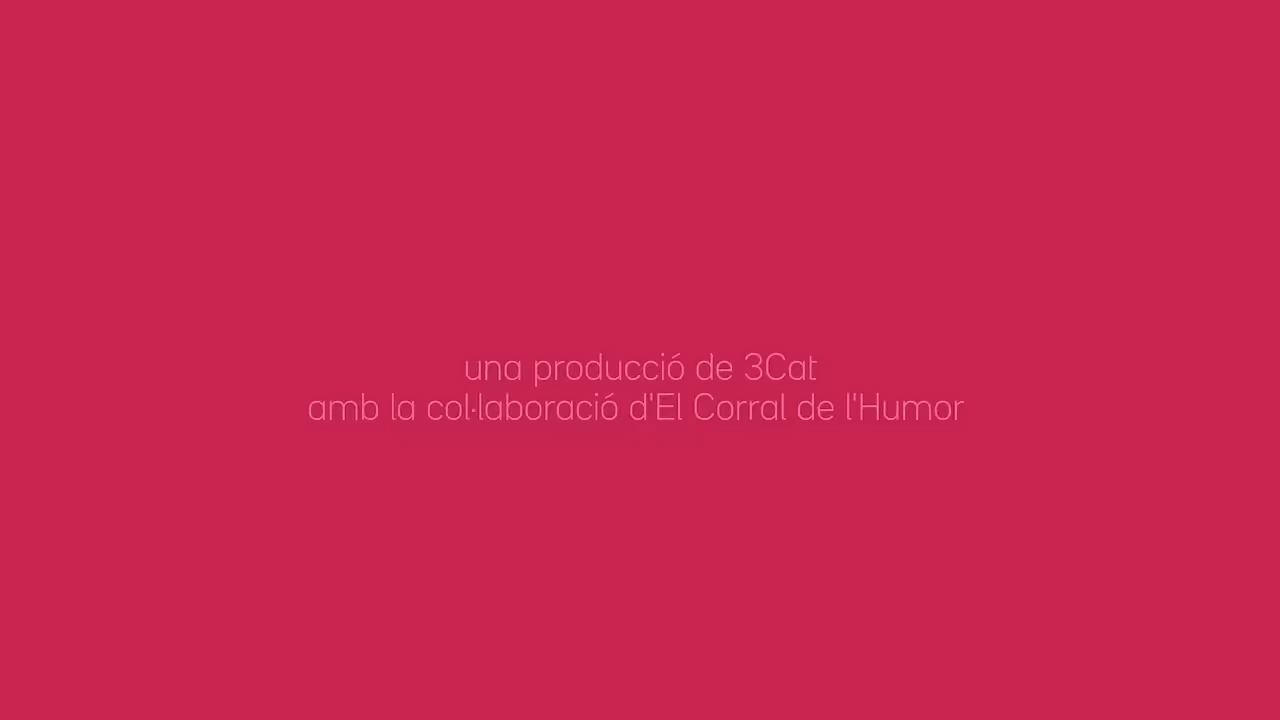 una producció de 3Cat
amb la col·laboració d'El Corral de l'Humor